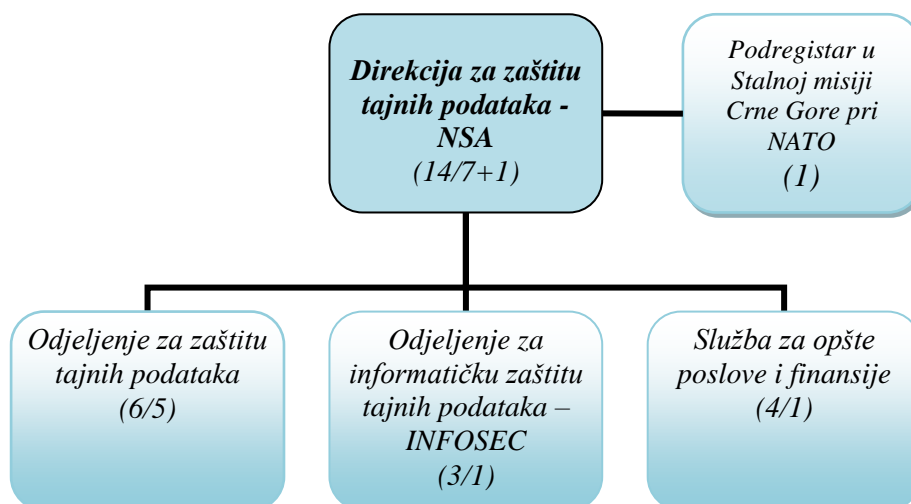 Direkcija za zaštitu
tajnih podataka -
NSA
(14/7+1)
Podregistar u
Stalnoj misiji
Crne Gore pri
NATO
(1)
Odjeljenje za zaštitu
tajnih podataka
(6/5)
Odjeljenje za
informatičku zaštitu
tajnih podataka –
INFOSEC
(3/1)
Služba za opšte
poslove i finansije
(4/1)